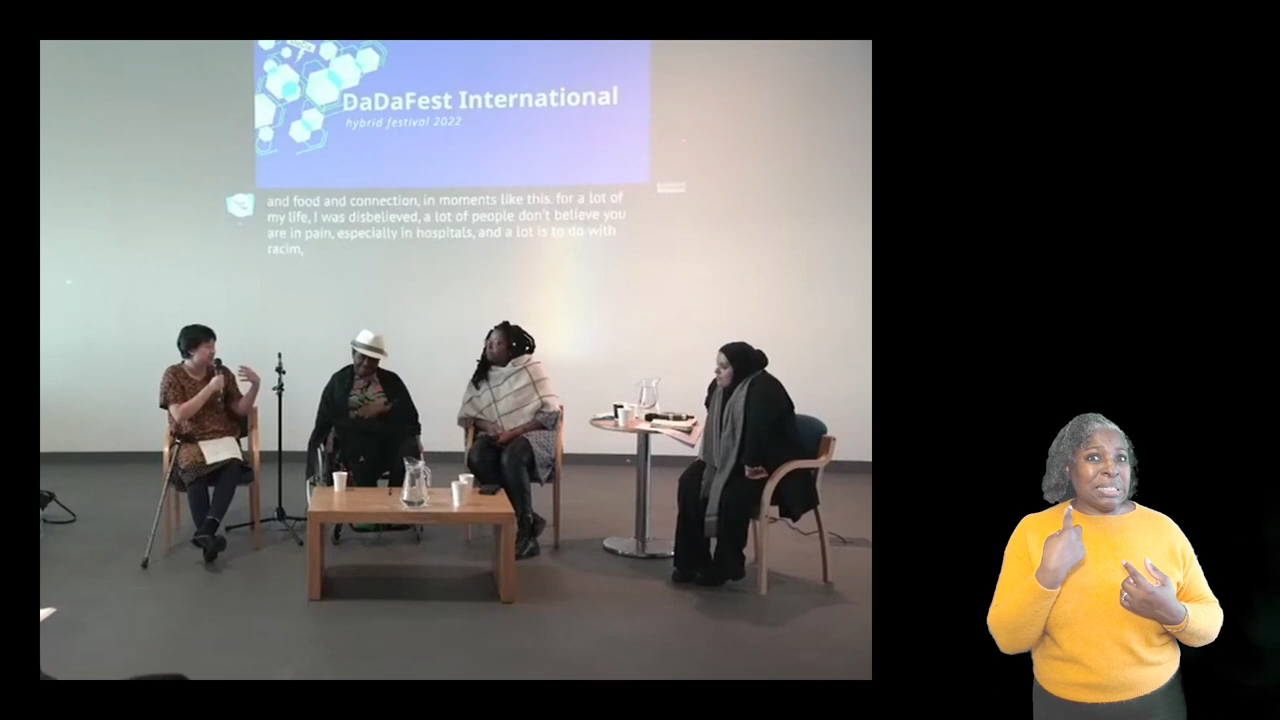 DaDaFest International
hybrid festival 2022
and food and connection, in moments like this. for a lot of
my life, I was disbelieved, a lot of people don't believe you
are in pain, especially in hospitals, and a lot is to do with
racim,